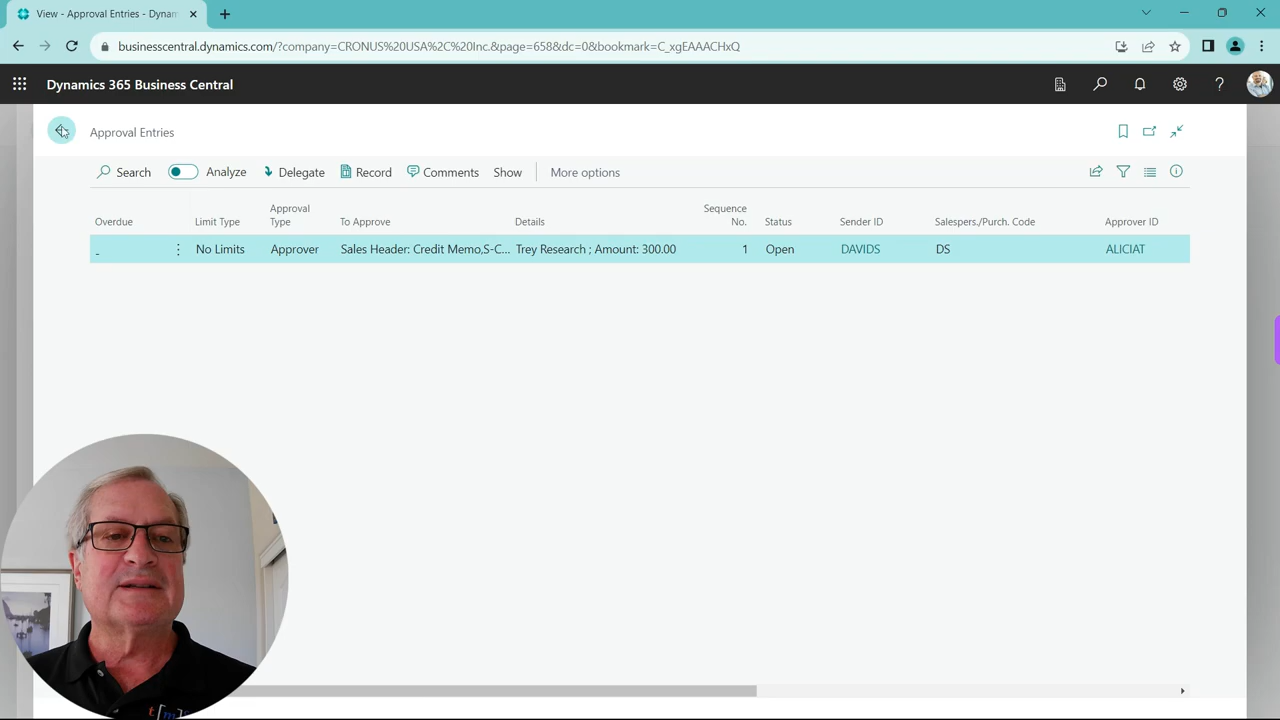 View - Approval Entries - Dynam
businesscentral.dynamics.com/?company=CRONUS%20USA%2C%20Inc.&page=658&dc=0&bookmark=C_xgEAAACHxQ
Dynamics 365 Business Central
Approval Entries
Search Analyze Delegate Record Comments Show More options
Overdue Limit Type Approval Type To Approve Details Sequence No. Status Sender ID Salespers./Purch. Code Approver ID
_ No Limits Approver Sales Header: Credit Memo,S-C... Trey Research ; Amount: 300.00 1 Open DAVIDS DS ALICIAT